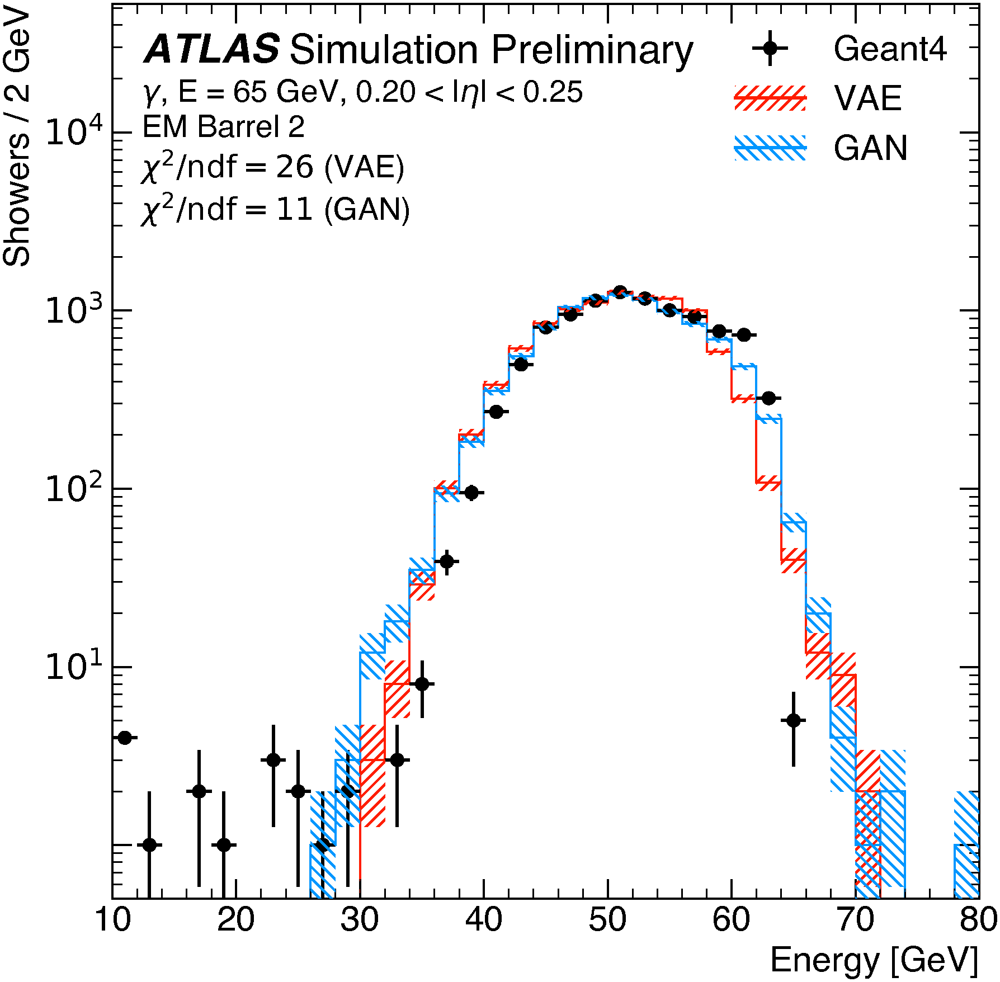 ATLAS Simulation Preliminary
γ, E = 65 GeV, 0.20 < |η| < 0.25
EM Barrel 2
χ²/ndf = 26 (VAE)
χ²/ndf = 11 (GAN)
Geant4
VAE
GAN
Showers / 2 GeV
10⁴
10³
10²
10¹
10 20 30 40 50 60 70 80
Energy [GeV]